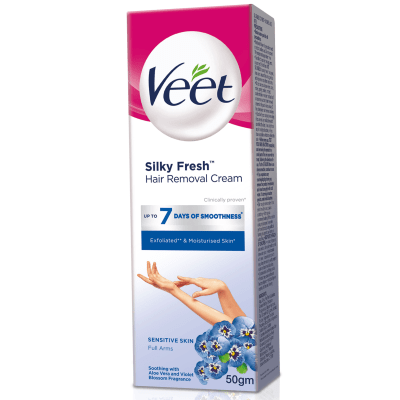 Veet
Silky Fresh™
Hair Removal Cream
Clinically proven†
UP TO 7 DAYS OF SMOOTHNESS*
Exfoliated** & Moisturised Skin†
SENSITIVE SKIN
Full Arms
Soothing with
Aloe Vera and Violet
Blossom Fragrance
50gm